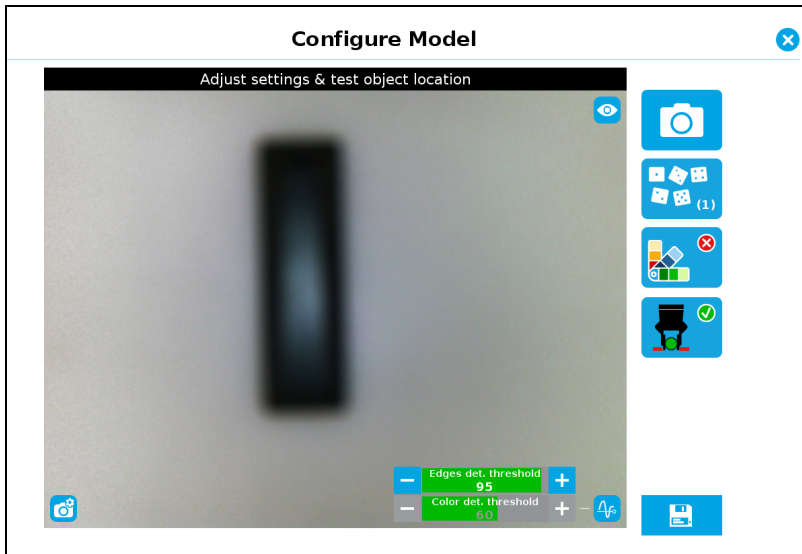 Configure Model
Adjust settings & test object location
(1)
Edges det. threshold
95
Color det. threshold
60